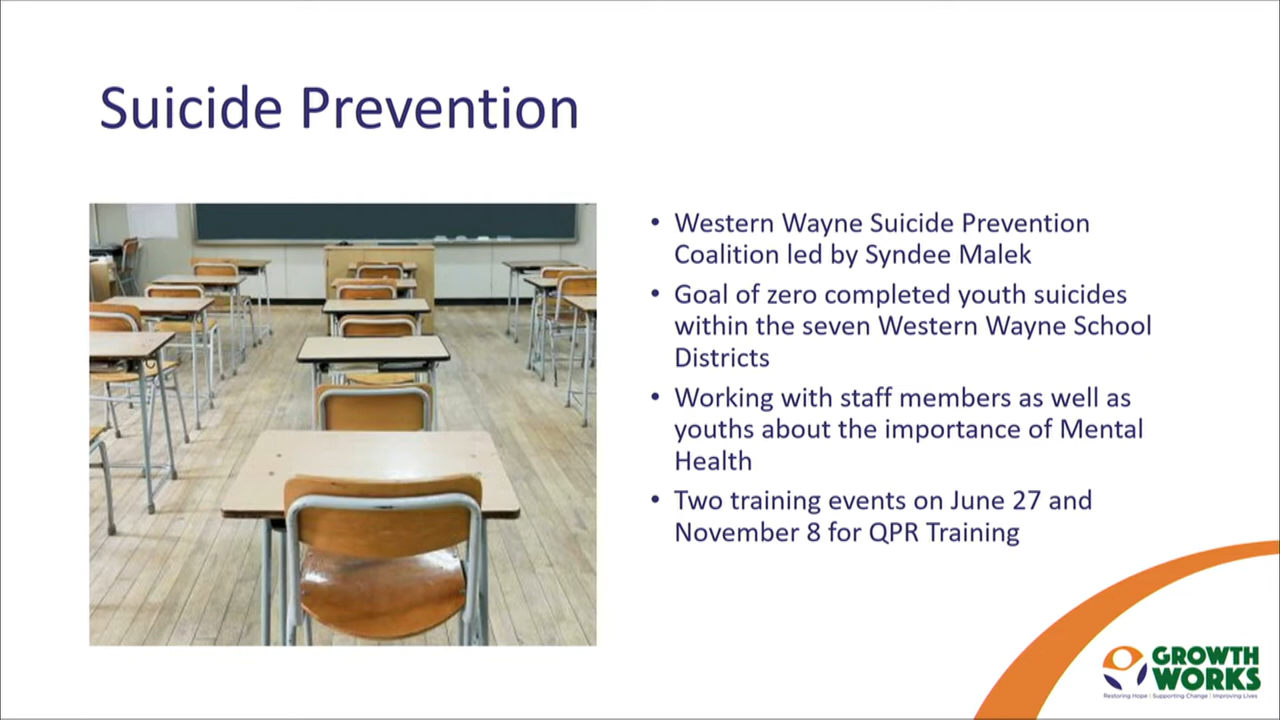 Suicide Prevention
• Western Wayne Suicide Prevention
Coalition led by Syndee Malek
• Goal of zero completed youth suicides
within the seven Western Wayne School
Districts
• Working with staff members as well as
youths about the importance of Mental
Health
• Two training events on June 27 and
November 8 for QPR Training
GROWTH
WORKS
Restoring Hope | Supporting Change | Improving Lives